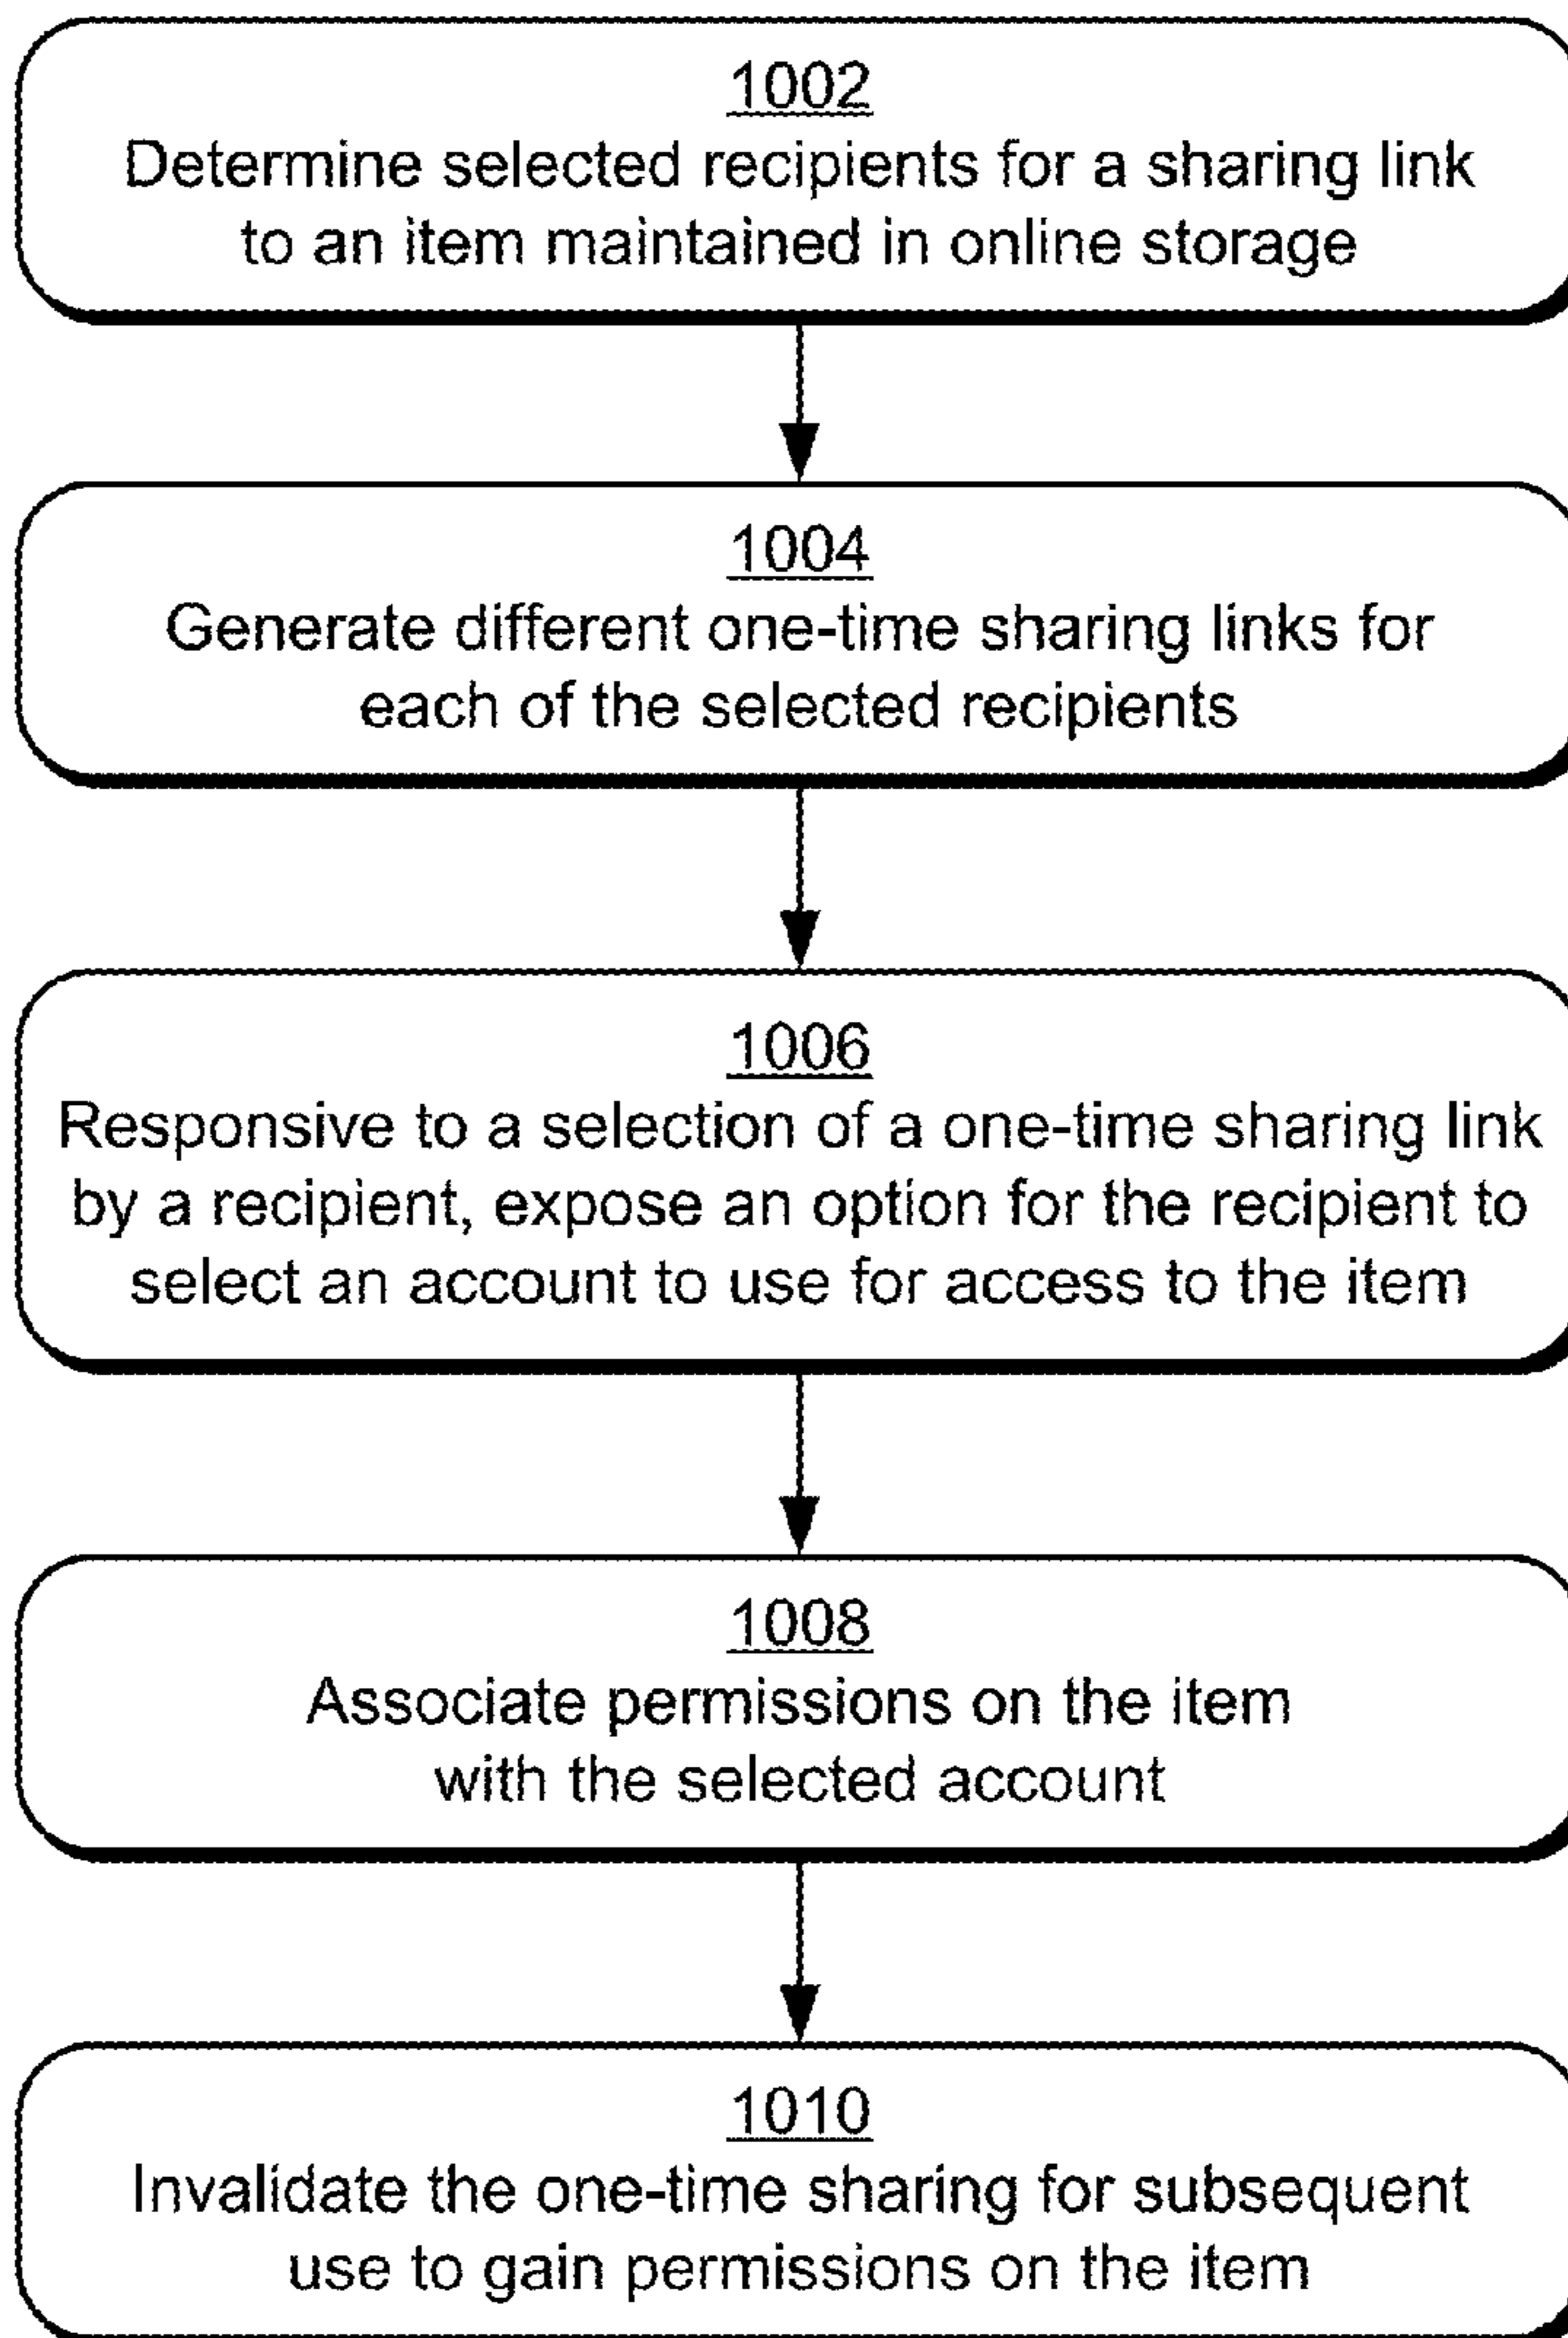 1002
Determine selected recipients for a sharing link
to an item maintained in online storage
1004
Generate different one-time sharing links for
each of the selected recipients
1006
Responsive to a selection of a one-time sharing link
by a recipient, expose an option for the recipient to
select an account to use for access to the item
1008
Associate permissions on the item
with the selected account
1010
Invalidate the one-time sharing for subsequent
use to gain permissions on the item